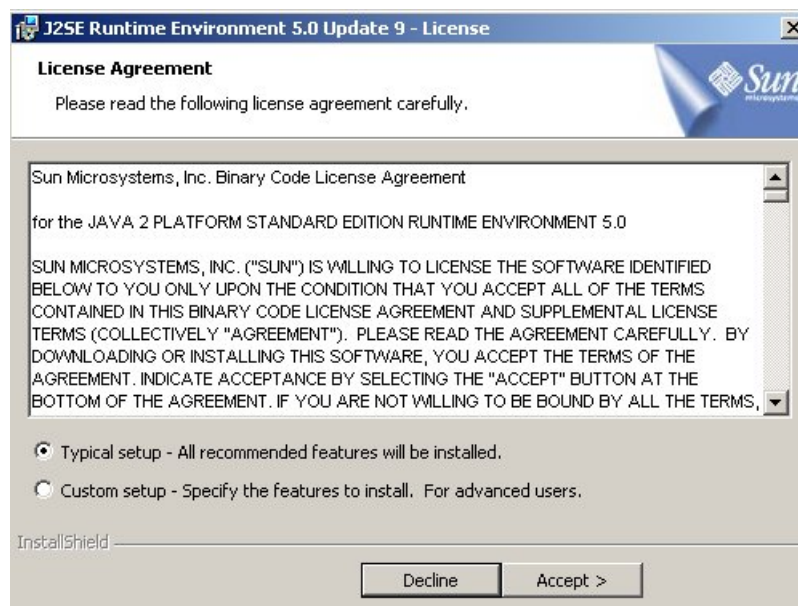 J2SE Runtime Environment 5.0 Update 9 - License
License Agreement
Please read the following license agreement carefully.
Sun
microsystems
Sun Microsystems, Inc. Binary Code License Agreement
for the JAVA 2 PLATFORM STANDARD EDITION RUNTIME ENVIRONMENT 5.0
SUN MICROSYSTEMS, INC. ("SUN") IS WILLING TO LICENSE THE SOFTWARE IDENTIFIED
BELOW TO YOU ONLY UPON THE CONDITION THAT YOU ACCEPT ALL OF THE TERMS
CONTAINED IN THIS BINARY CODE LICENSE AGREEMENT AND SUPPLEMENTAL LICENSE
TERMS (COLLECTIVELY "AGREEMENT").  PLEASE READ THE AGREEMENT CAREFULLY.  BY
DOWNLOADING OR INSTALLING THIS SOFTWARE, YOU ACCEPT THE TERMS OF THE
AGREEMENT. INDICATE ACCEPTANCE BY SELECTING THE "ACCEPT" BUTTON AT THE
BOTTOM OF THE AGREEMENT. IF YOU ARE NOT WILLING TO BE BOUND BY ALL THE TERMS,
Typical setup - All recommended features will be installed.
Custom setup - Specify the features to install.  For advanced users.
InstallShield
Decline
Accept >